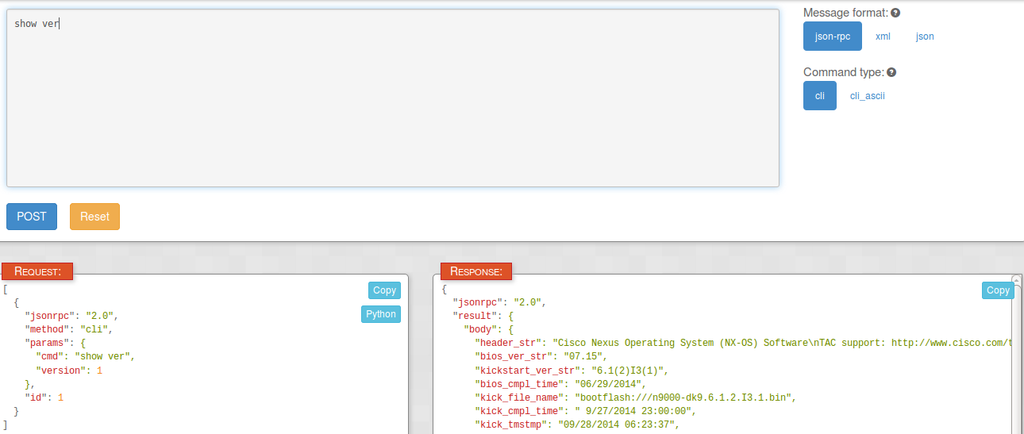 show ver
Message format:
json-rpc xml json
Command type:
cli cli_ascii
POST Reset
REQUEST:
Copy
Python
[
{
"jsonrpc": "2.0",
"method": "cli",
"params": {
"cmd": "show ver",
"version": 1
},
"id": 1
}
]
RESPONSE:
Copy
{
"jsonrpc": "2.0",
"result": {
"body": {
"header_str": "Cisco Nexus Operating System (NX-OS) Software\nTAC support: http://www.cisco.com/t
"bios_ver_str": "07.15",
"kickstart_ver_str": "6.1(2)I3(1)",
"bios_cmpl_time": "06/29/2014",
"kick_file_name": "bootflash:///n9000-dk9.6.1.2.I3.1.bin",
"kick_cmpl_time": " 9/27/2014 23:00:00",
"kick_tmstmp": "09/28/2014 06:23:37",